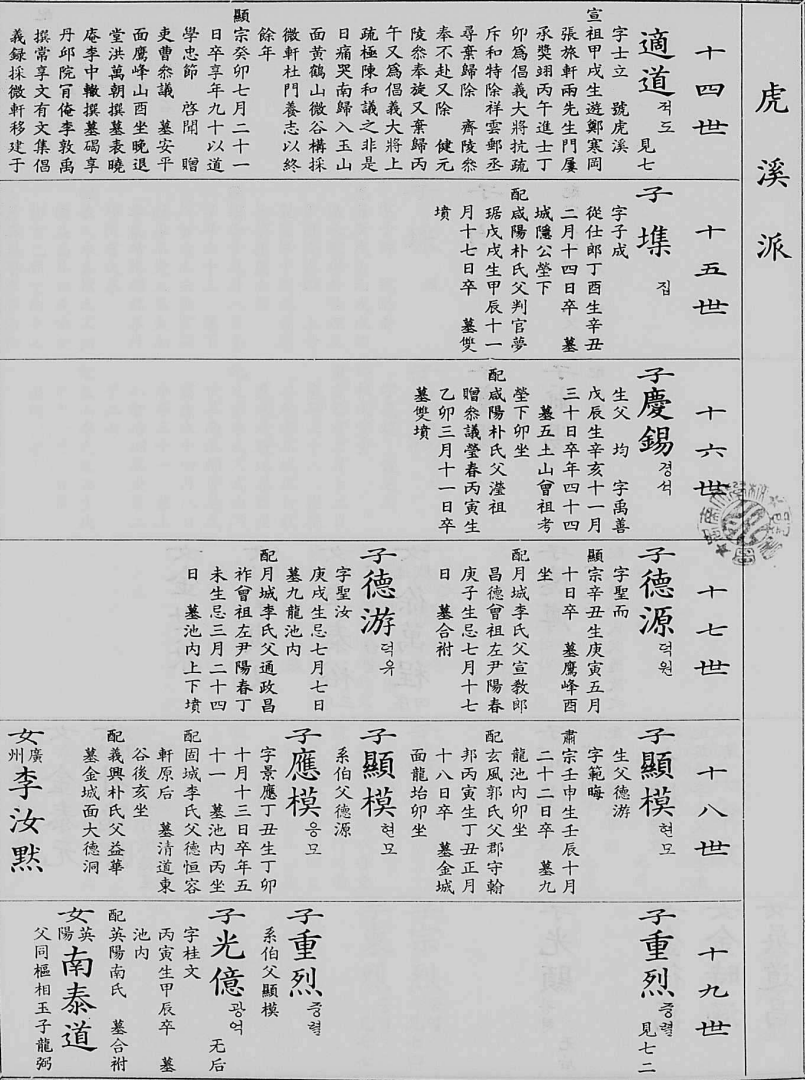 虎溪派
十四世
適道 적도 見七
字士立 號虎溪
宣祖甲戌生遊鄭寒岡
張旅軒兩先生門屢
承獎翊丙午進士丁
卯爲倡義大將抗疏
斥和特除祥雲郵丞
尋棄歸除 齊陵叅
奉不赴又除 健元
陵叅奉旋又棄歸丙
午又爲倡義大將上
疏極陳和議之非是
日痛哭南歸入玉山
面黃鶴山微谷構採
微軒杜門養志以終
餘年
顯宗癸卯七月二十一
日卒享年九十以道
學忠節 啓聞 贈
吏曹叅議 墓安平
面鷹峰山酉坐晩退
堂洪萬朝撰墓表曉
庵李中轍撰墓碣享
丹邱院肯庵李敦禹
撰常享文有文集倡
義錄採微軒移建于
十五世
子㙫 집
字子成
從仕郎丁酉生辛丑
二月十四日卒 墓
城隱公塋下
配咸陽朴氏父判官夢
琚戊戌生甲辰十一
月十七日卒 墓雙
墳
十六世
子慶錫 경석
生父 均 字禹善
戊辰生辛亥十一月
三十日卒年四十四
墓五土山曾祖考
塋下卯坐
配咸陽朴氏父瀅祖
贈叅議瑩春丙寅生
乙卯三月十一日卒
墓雙墳
十七世
子德源 덕원
字聖而
顯宗辛丑生庚寅五月
十日卒 墓鷹峰酉
坐
配月城李氏父宣敎郎
昌德曾祖左尹陽春
庚子生忌七月十七
日 墓合祔
子德游 덕유
字聖汝
庚戌生忌七月七日
墓九龍池內
配月城李氏父通政昌
祚曾祖左尹陽春丁
未生忌三月二十四
日 墓池內上下墳
十八世
子顯模 현모
生父德游
字範晦
肅宗壬申生壬辰十月
二十二日卒 墓九
龍池內卯坐
配玄風郭氏父郡守翰
邦丙寅生丁丑正月
十八日卒 墓金城
面龍坮卯坐
子顯模 현모
系伯父德源
子應模 응모
字景應丁丑生丁卯
十月十三日卒年五
十一 墓池內丙坐
配固城李氏父德恒容
軒原后 墓清道東
谷後亥坐
配義興朴氏父益華
墓金城面大德洞
女廣州李汝默
十九世
子重烈 중렬 見七二
子重烈 중렬
系伯父顯模
子光億 광억 无后
字桂文
丙寅生甲辰卒 墓
池內
配英陽南氏 墓合祔
女英陽南泰道
父同樞相玉子龍弼